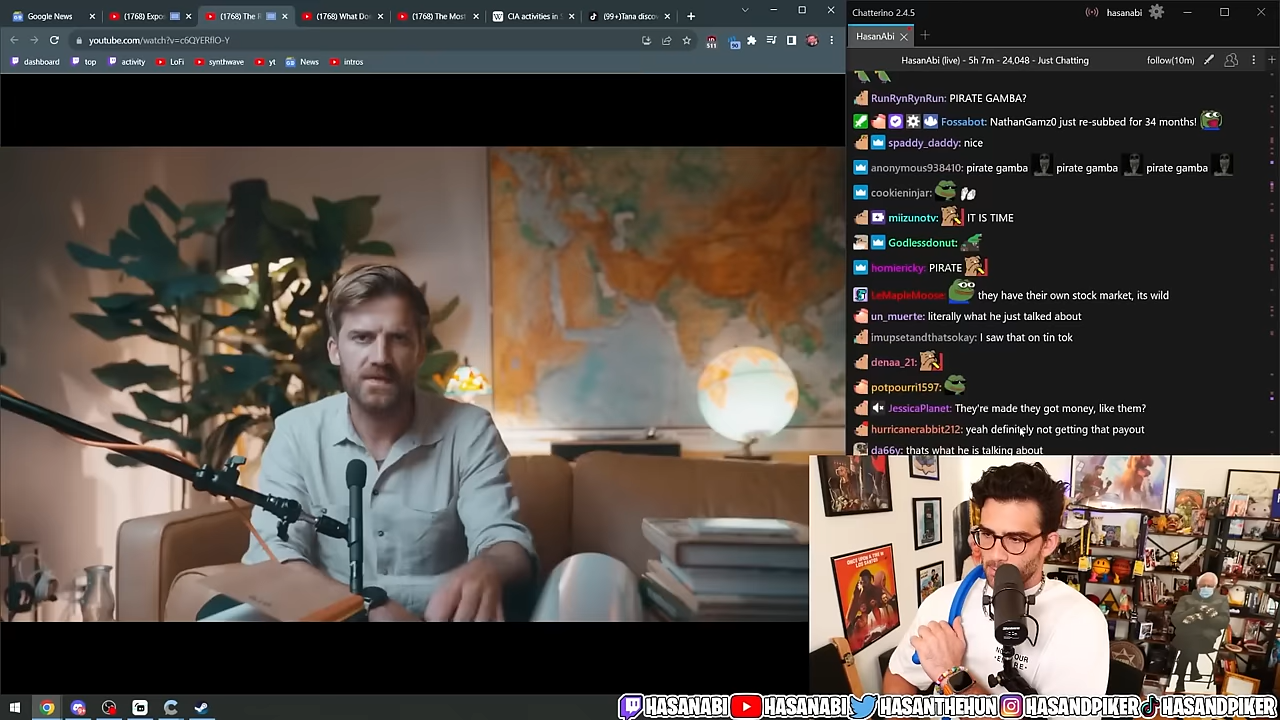 Google News
(1768) Expo
(1768) The
(1768) What Do
(1768) The Most
CIA activities in S
(99+)Tana disco
youtube.com/watch?v=c6QYERfIO-Y
511
90
dashboard
top
activity
LoFi
synthwave
yt
News
intros
Chatterino 2.4.5
hasanabi
HasanAbi
HasanAbi (live) - 5h 7m - 24,048 - Just Chatting
follow(10m)
RunRynRynRun: PIRATE GAMBA?
Fossabot: NathanGamz0 just re-subbed for 34 months!
spaddy_daddy: nice
anonymous938410: pirate gamba pirate gamba pirate gamba
cookieninjar:
miizunotv: IT IS TIME
Godlessdonut:
homiericky: PIRATE
LeMapleMoose: they have their own stock market, its wild
un_muerte: literally what he just talked about
imupsetandthatsokay: I saw that on tin tok
denaa_21:
potpourri1597:
JessicaPlanet: They're made they got money, like them?
hurricanerabbit212: yeah definitely not getting that payout
da66y: thats what he is talking about
HASANABI HASANABI HASANTHEHUN HASANDPIKER HASANDPIKER